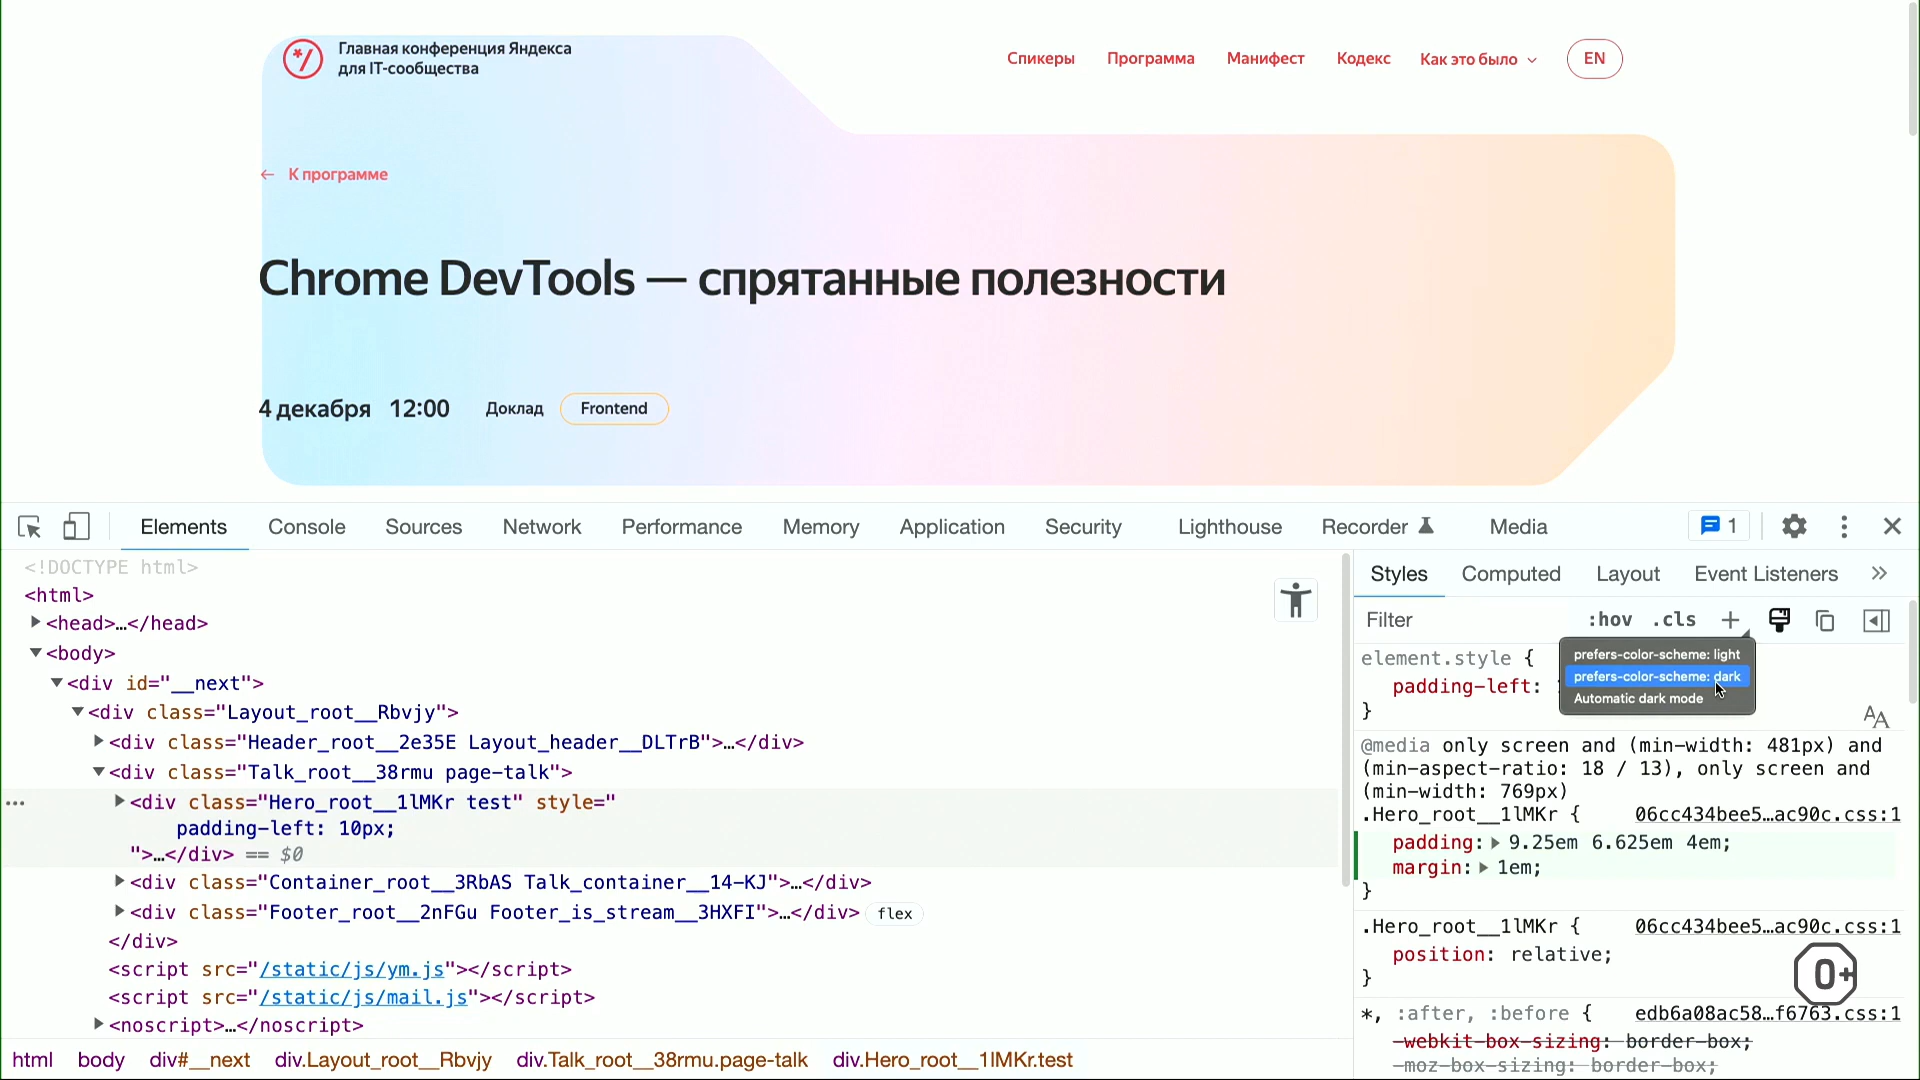 Главная конференция Яндекса
для IT-сообщества
Спикеры Программа Манифест Кодекс Как это было EN
← К программе
Chrome DevTools — спрятанные полезности
4 декабря 12:00 Доклад Frontend
Elements Console Sources Network Performance Memory Application Security Lighthouse Recorder Media 1
<!DOCTYPE html>
<html>
<head>…</head>
<body>
<div id="__next">
<div class="Layout_root__Rbvjy">
<div class="Header_root__2e35E Layout_header__DLTrB">…</div>
<div class="Talk_root__38rmu page-talk">
<div class="Hero_root__1lMKr test" style="
padding-left: 10px;
">…</div> == $0
<div class="Container_root__3RbAS Talk_container__14-KJ">…</div>
<div class="Footer_root__2nFGu Footer_is_stream__3HXFI">…</div> flex
</div>
<script src="/static/js/ym.js"></script>
<script src="/static/js/mail.js"></script>
<noscript>…</noscript>
html body div#__next div.Layout_root__Rbvjy div.Talk_root__38rmu.page-talk div.Hero_root__1lMKr.test
Styles Computed Layout Event Listeners »
Filter :hov .cls +
prefers-color-scheme: light
prefers-color-scheme: dark
Automatic dark mode
element.style {
padding-left:
}
@media only screen and (min-width: 481px) and
(min-aspect-ratio: 18 / 13), only screen and
(min-width: 769px)
.Hero_root__1lMKr { 06cc434bee5…ac90c.css:1
padding: 9.25em 6.625em 4em;
margin: 1em;
}
.Hero_root__1lMKr { 06cc434bee5…ac90c.css:1
position: relative;
}
0+
*, :after, :before { edb6a08ac58…f6763.css:1
-webkit-box-sizing: border-box;
-moz-box-sizing: border-box;